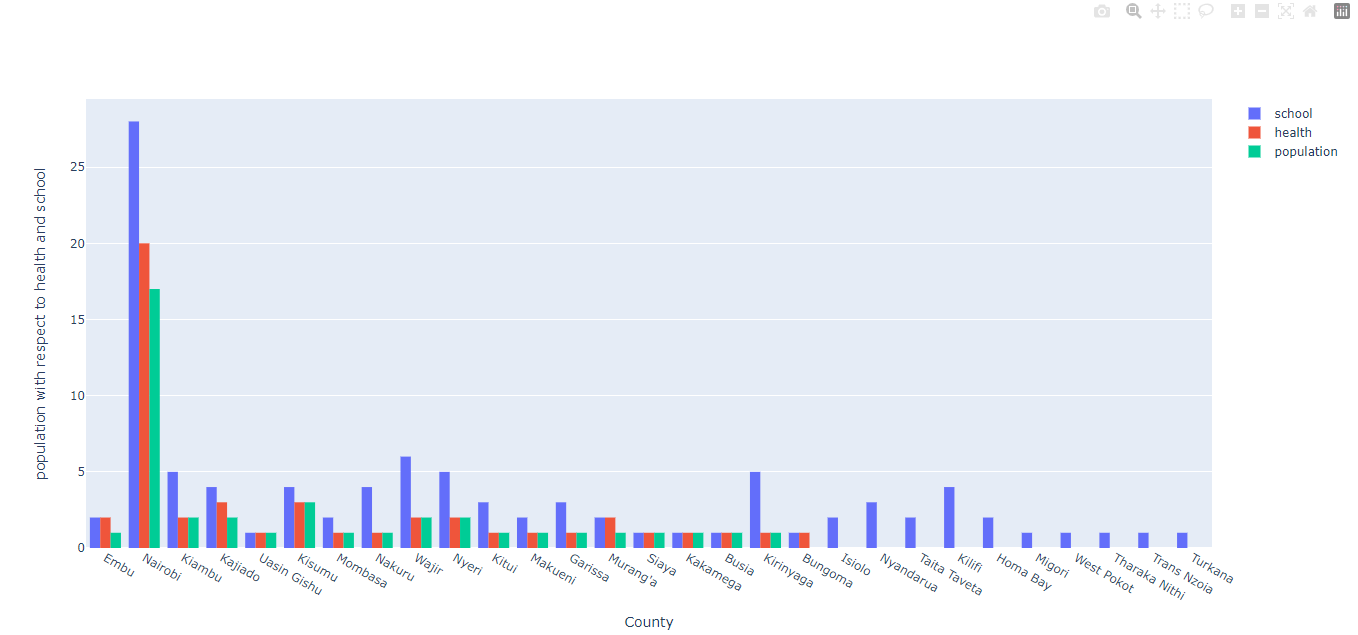 school
health
population
population with respect to health and school
25
20
15
10
5
0
Embu
Nairobi
Kiambu
Kajiado
Uasin Gishu
Kisumu
Mombasa
Nakuru
Wajir
Nyeri
Kitui
Makueni
Garissa
Murang'a
Siaya
Kakamega
Busia
Kirinyaga
Bungoma
Isiolo
Nyandarua
Taita Taveta
Kilifi
Homa Bay
Migori
West Pokot
Tharaka Nithi
Trans Nzoia
Turkana
County